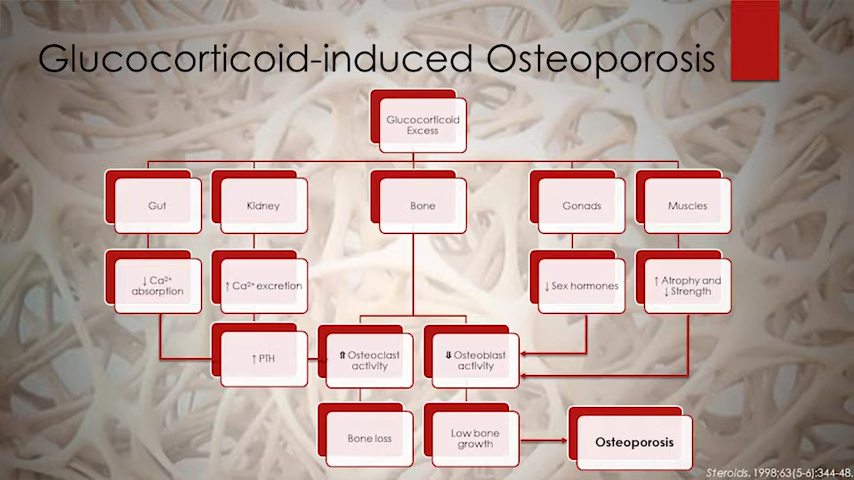 Glucocorticoid-induced Osteoporosis
Glucocorticoid
Excess
Gut
Kidney
Bone
Gonads
Muscles
↓ Ca²⁺
absorption
↑ Ca²⁺ excretion
↓ Sex hormones
↑ Atrophy and
↓ Strength
↑ PTH
⇑ Osteoclast
activity
⇓ Osteoblast
activity
Bone loss
Low bone
growth
Osteoporosis
Steroids. 1998;63(5-6):344-48.